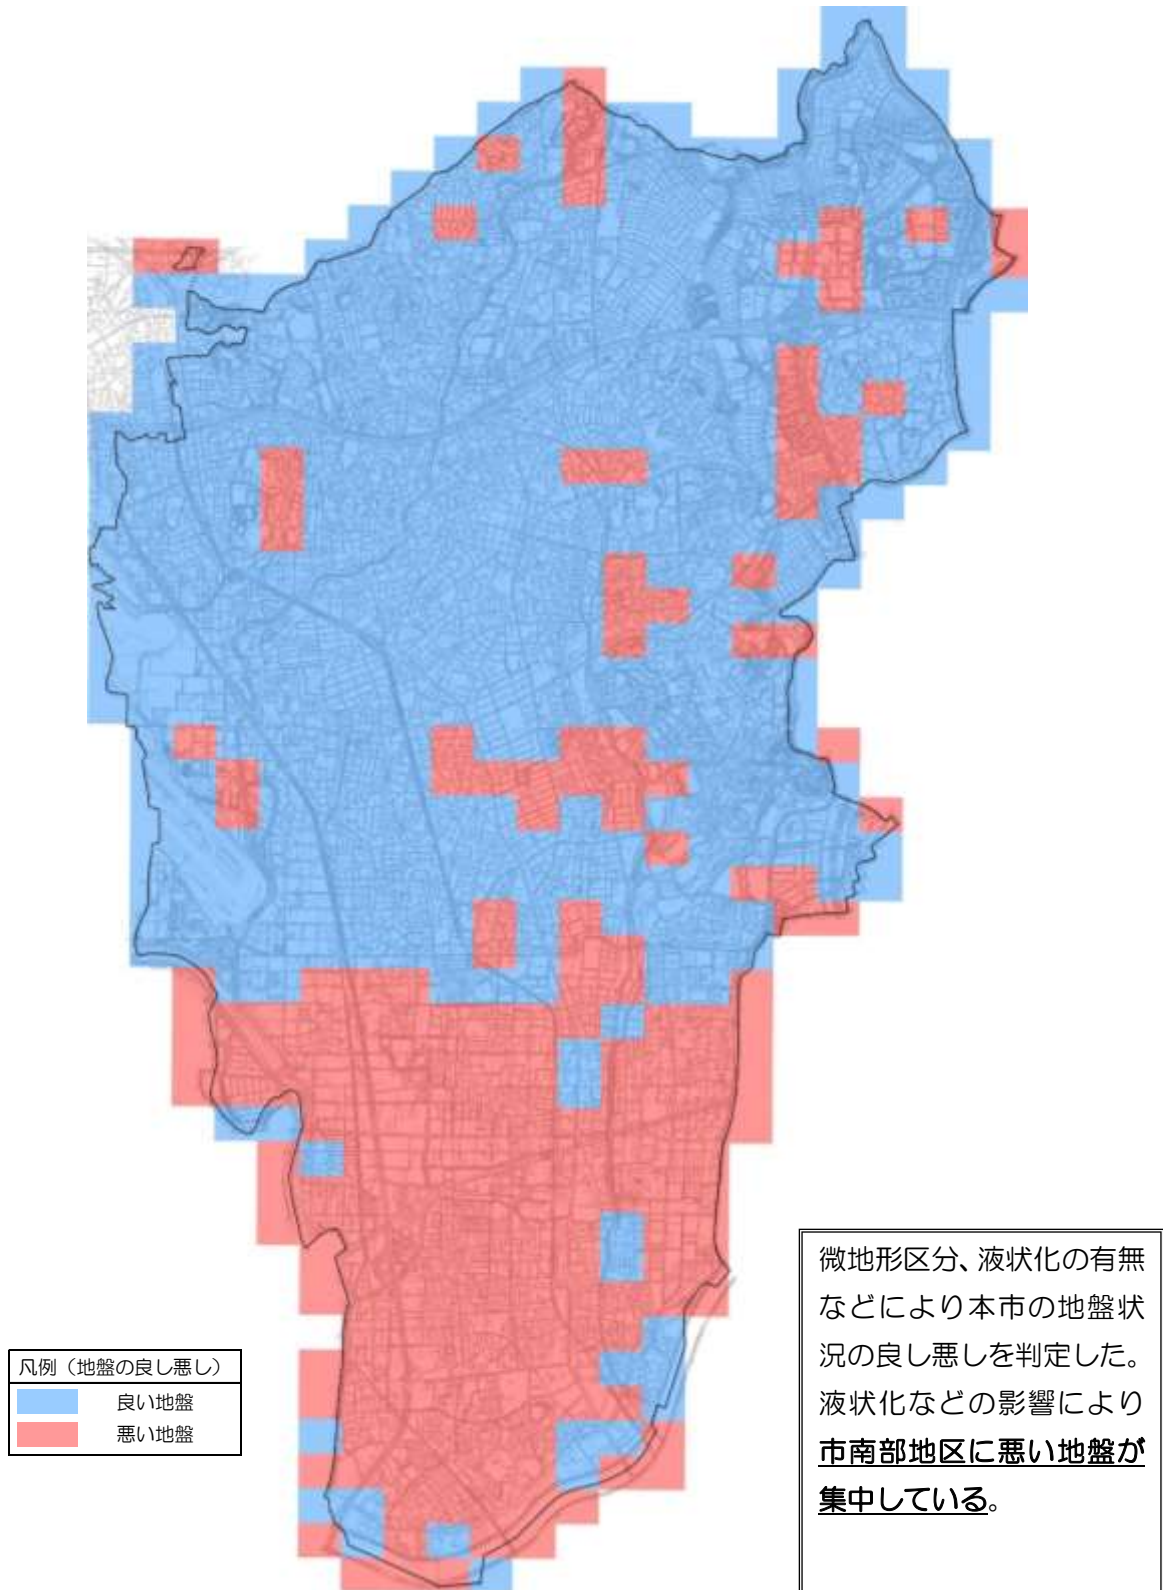 微地形区分、液状化の有無
などにより本市の地盤状
況の良し悪しを判定した。
液状化などの影響により
市南部地区に悪い地盤が
集中している。
凡例（地盤の良し悪し）
良い地盤
悪い地盤